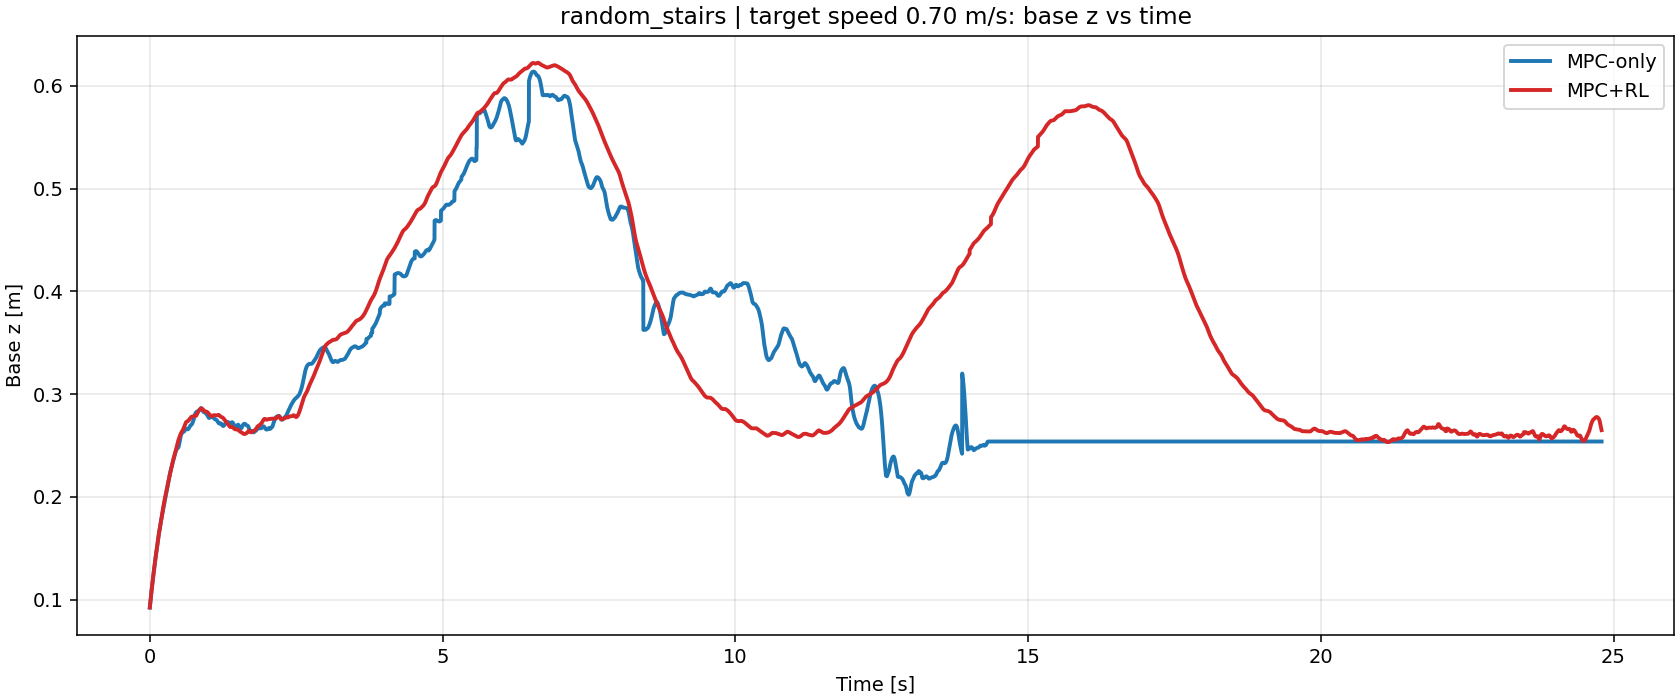 random_stairs | target speed 0.70 m/s: base z vs time
MPC-only
MPC+RL
Base z [m]
0.6
0.5
0.4
0.3
0.2
0.1
0
5
10
15
20
25
Time [s]